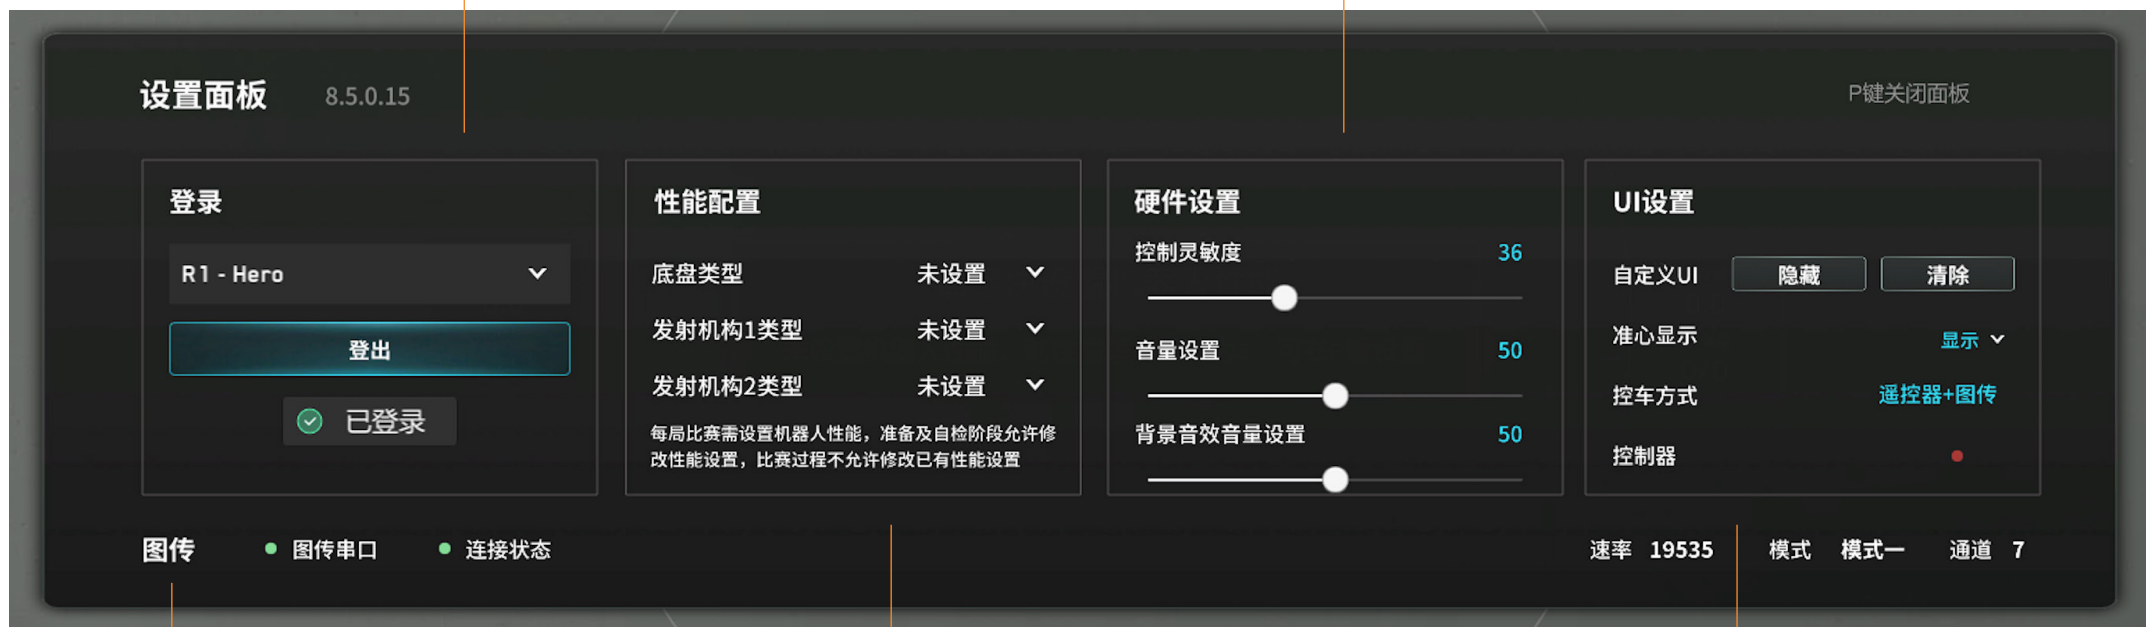 设置面板 8.5.0.15 P键关闭面板
登录
R1 - Hero
登出
已登录
性能配置
底盘类型 未设置
发射机构1类型 未设置
发射机构2类型 未设置
每局比赛需设置机器人性能，准备及自检阶段允许修
改性能设置，比赛过程不允许修改已有性能设置
硬件设置
控制灵敏度 36
音量设置 50
背景音效音量设置 50
UI设置
自定义UI 隐藏 清除
准心显示 显示
控车方式 遥控器+图传
控制器
图传 图传串口 连接状态 速率 19535 模式 模式一 通道 7